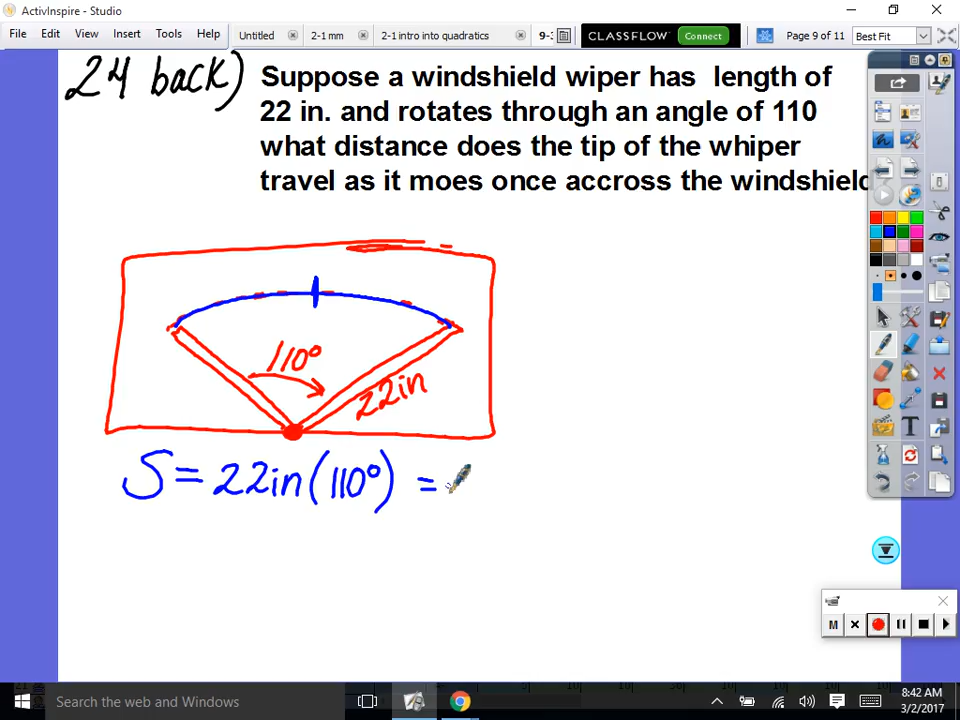 ActivInspire - Studio
File Edit View Insert Tools Help
Untitled
2-1 mm
2-1 intro into quadratics
9-
CLASSFLOW Connect
Page 9 of 11
Best Fit
24 back)
Suppose a windshield wiper has length of
22 in. and rotates through an angle of 110
what distance does the tip of the whiper
travel as it moes once accross the windshield
110°
22in
S = 22in(110°) =
T
M
Search the web and Windows
8:42 AM
3/2/2017